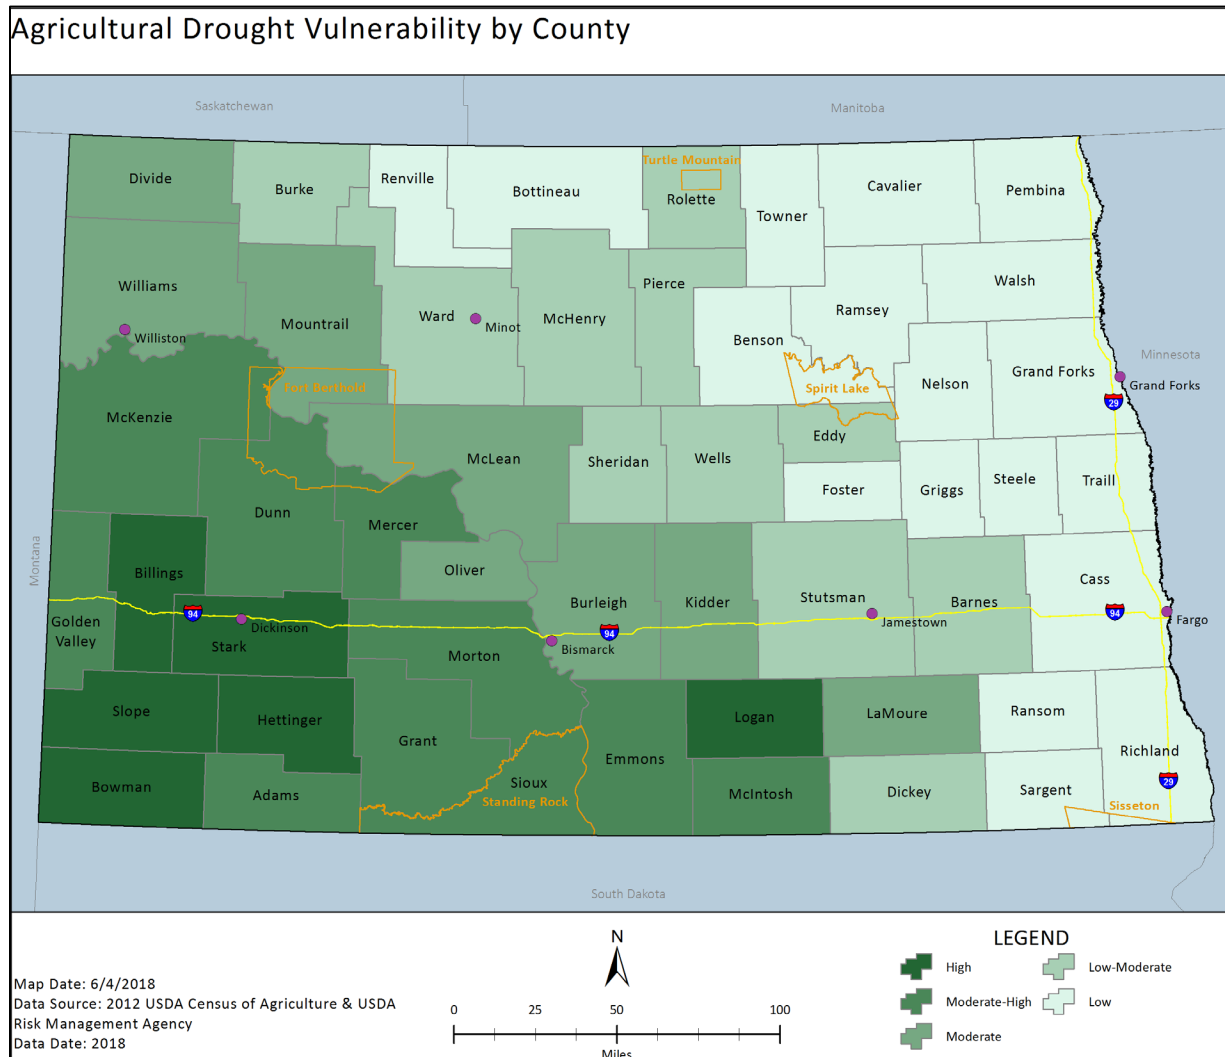 Agricultural Drought Vulnerability by County
Saskatchewan
Manitoba
Divide
Burke
Renville
Bottineau
Turtle Mountain
Rolette
Towner
Cavalier
Pembina
Williams
Williston
Mountrail
Ward
Minot
McHenry
Pierce
Benson
Ramsey
Walsh
Minnesota
McKenzie
Fort Berthold
Spirit Lake
Nelson
Grand Forks
Grand Forks
29
McLean
Sheridan
Wells
Eddy
Foster
Griggs
Steele
Traill
Montana
Dunn
Mercer
Billings
Oliver
Burleigh
Kidder
Stutsman
Barnes
Cass
Golden
Valley
94
Dickinson
Stark
Morton
Bismarck
94
Jamestown
94
Fargo
Slope
Hettinger
Grant
Emmons
Logan
LaMoure
Ransom
Richland
Bowman
Adams
Sioux
Standing Rock
McIntosh
Dickey
Sargent
Sisseton
29
South Dakota
N
LEGEND
High
Low-Moderate
Moderate-High
Low
Moderate
Map Date: 6/4/2018
Data Source: 2012 USDA Census of Agriculture & USDA
Risk Management Agency
Data Date: 2018
0 25 50 100
Miles